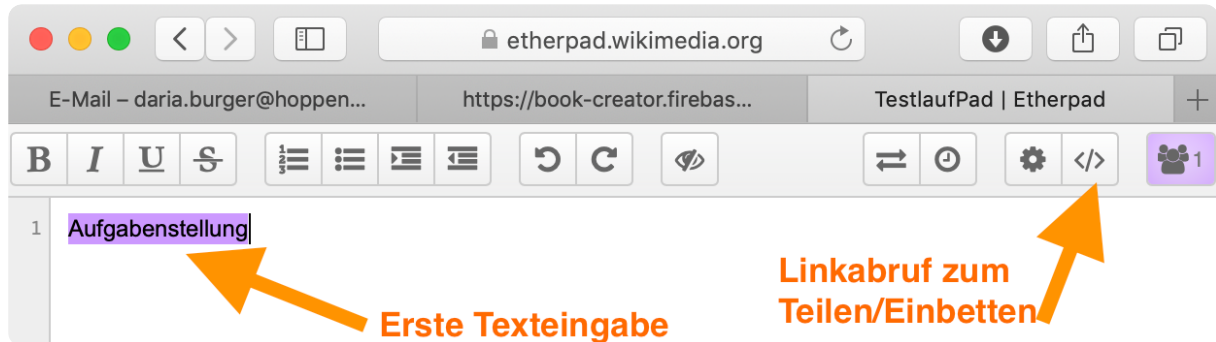 etherpad.wikimedia.org
E-Mail – daria.burger@hoppen...
https://book-creator.firebas...
TestlaufPad | Etherpad
B I U S
1
1 Aufgabenstellung
Linkabruf zum
Teilen/Einbetten
Erste Texteingabe